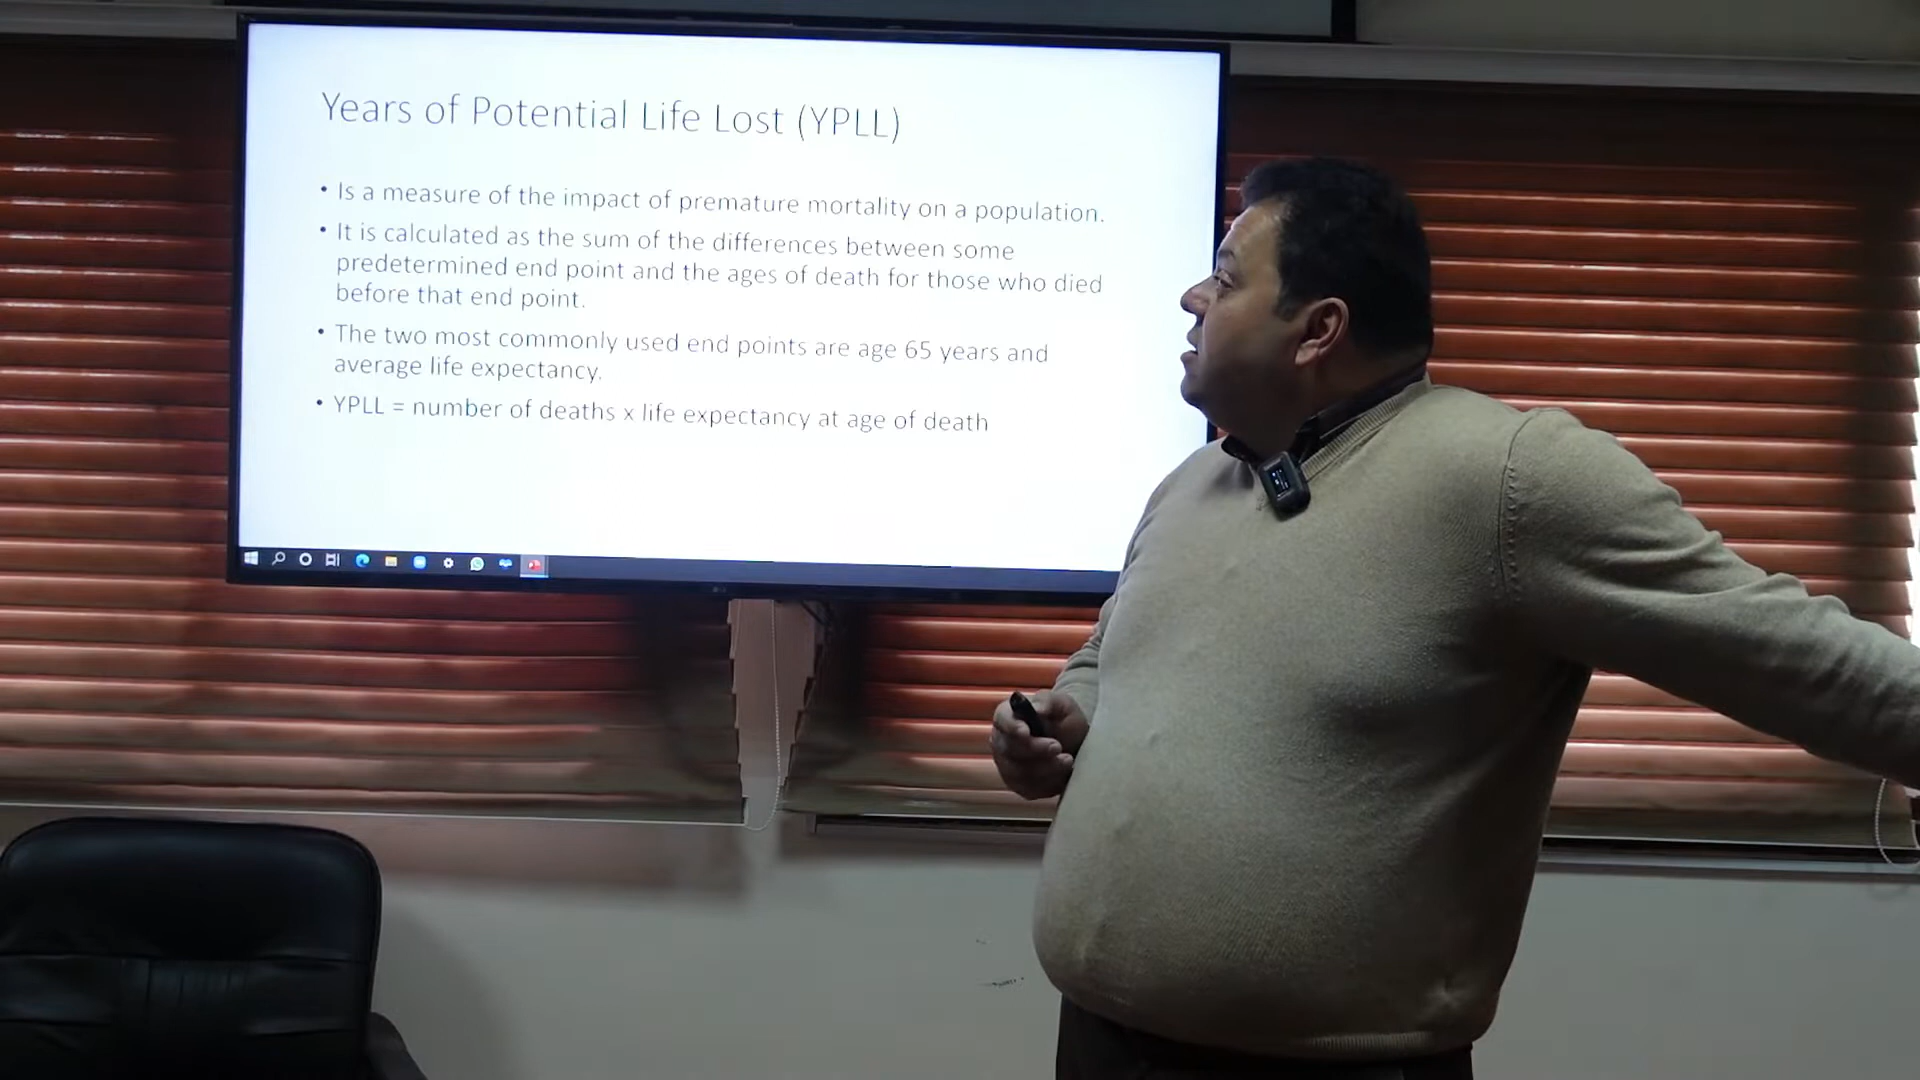 Years of Potential Life Lost (YPLL)
• Is a measure of the impact of premature mortality on a population.
• It is calculated as the sum of the differences between some
predetermined end point and the ages of death for those who died
before that end point.
• The two most commonly used end points are age 65 years and
average life expectancy.
• YPLL = number of deaths x life expectancy at age of death